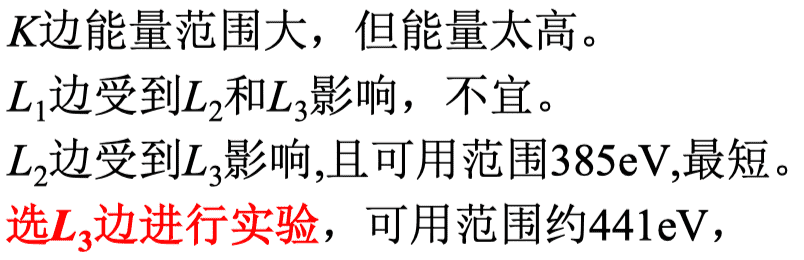 K边能量范围大，但能量太高。
L₁边受到L₂和L₃影响，不宜。
L₂边受到L₃影响,且可用范围385eV,最短。
选L₃边进行实验，可用范围约441eV，